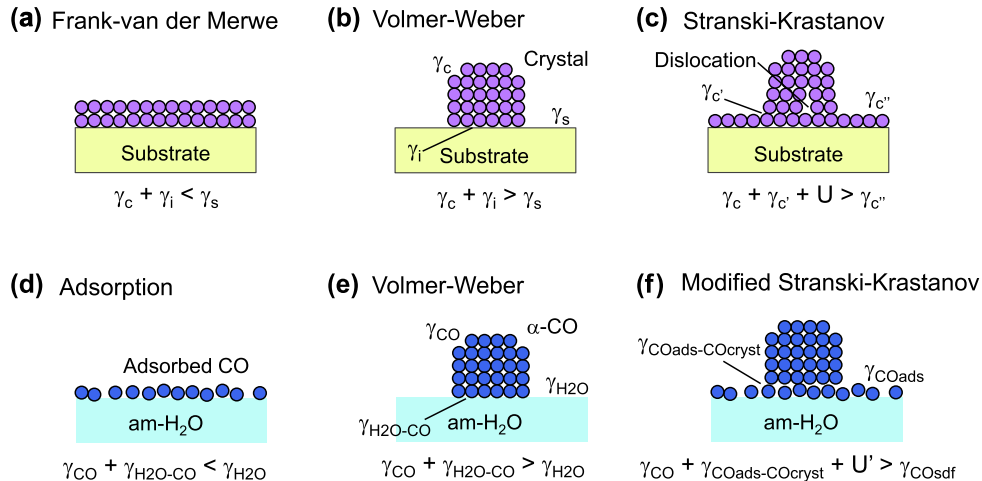 (a) Frank-van der Merwe
Substrate
γc + γi < γs
(b) Volmer-Weber
γc
Crystal
γs
γi
Substrate
γc + γi > γs
(c) Stranski-Krastanov
Dislocation
γc'
γc''
Substrate
γc + γc' + U > γc''
(d) Adsorption
Adsorbed CO
am-H₂O
γCO + γH2O-CO < γH2O
(e) Volmer-Weber
γCO
α-CO
γH2O
γH2O-CO
am-H₂O
γCO + γH2O-CO > γH2O
(f) Modified Stranski-Krastanov
γCOads-COcryst
γCOads
am-H₂O
γCO + γCOads-COcryst + U' > γCOsdf